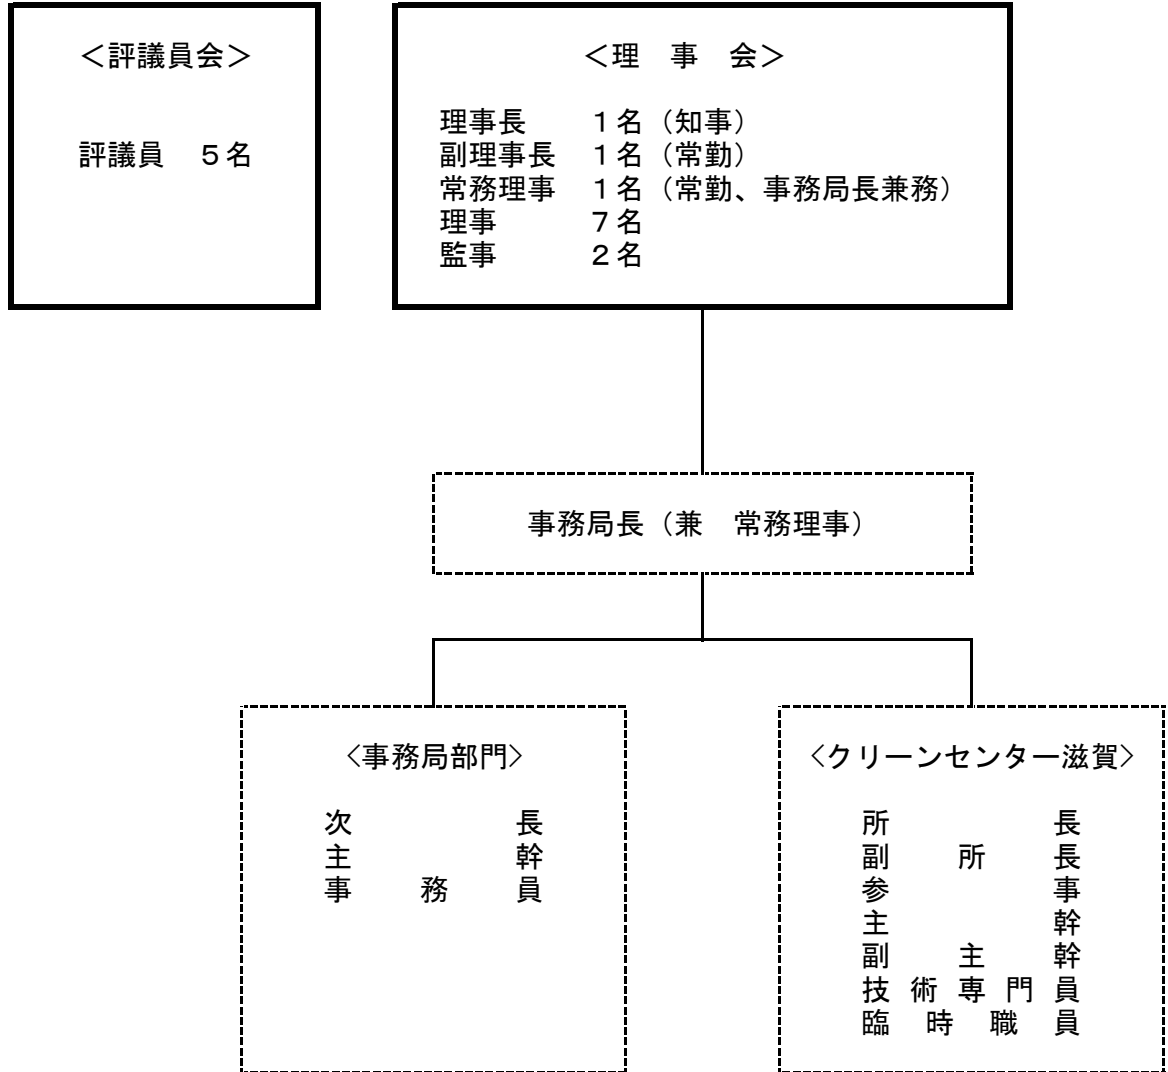 ＜評議員会＞
評議員　５名
＜理　事　会＞
理事長　　１名（知事）
副理事長　１名（常勤）
常務理事　１名（常勤、事務局長兼務）
理事　　　７名
監事　　　２名
事務局長（兼　常務理事）
〈事務局部門〉
次　　　　　長
主　　　　　幹
事　　務　　員
〈クリーンセンター滋賀〉
所　　　　　長
副　　所　　長
参　　　　　事
主　　　　　幹
副　　主　　幹
技 術 専 門 員
臨　時　職　員